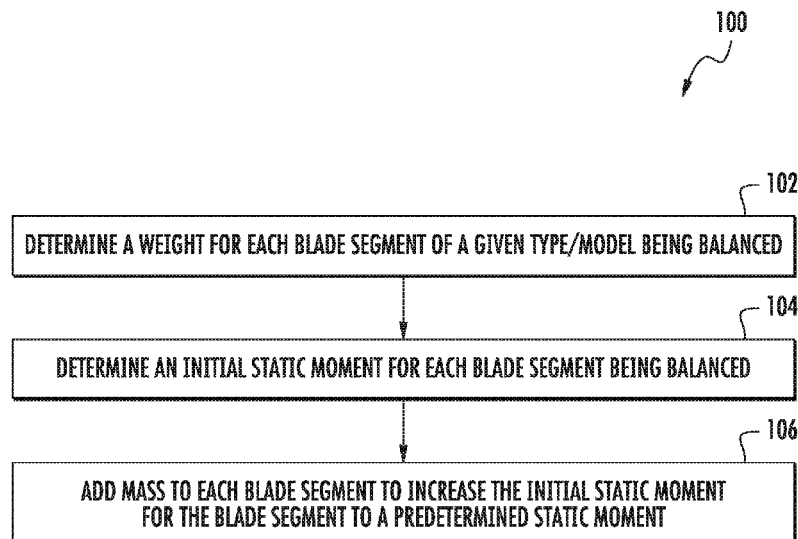 100
102
DETERMINE A WEIGHT FOR EACH BLADE SEGMENT OF A GIVEN TYPE/MODEL BEING BALANCED
104
DETERMINE AN INITIAL STATIC MOMENT FOR EACH BLADE SEGMENT BEING BALANCED
106
ADD MASS TO EACH BLADE SEGMENT TO INCREASE THE INITIAL STATIC MOMENT
FOR THE BLADE SEGMENT TO A PREDETERMINED STATIC MOMENT